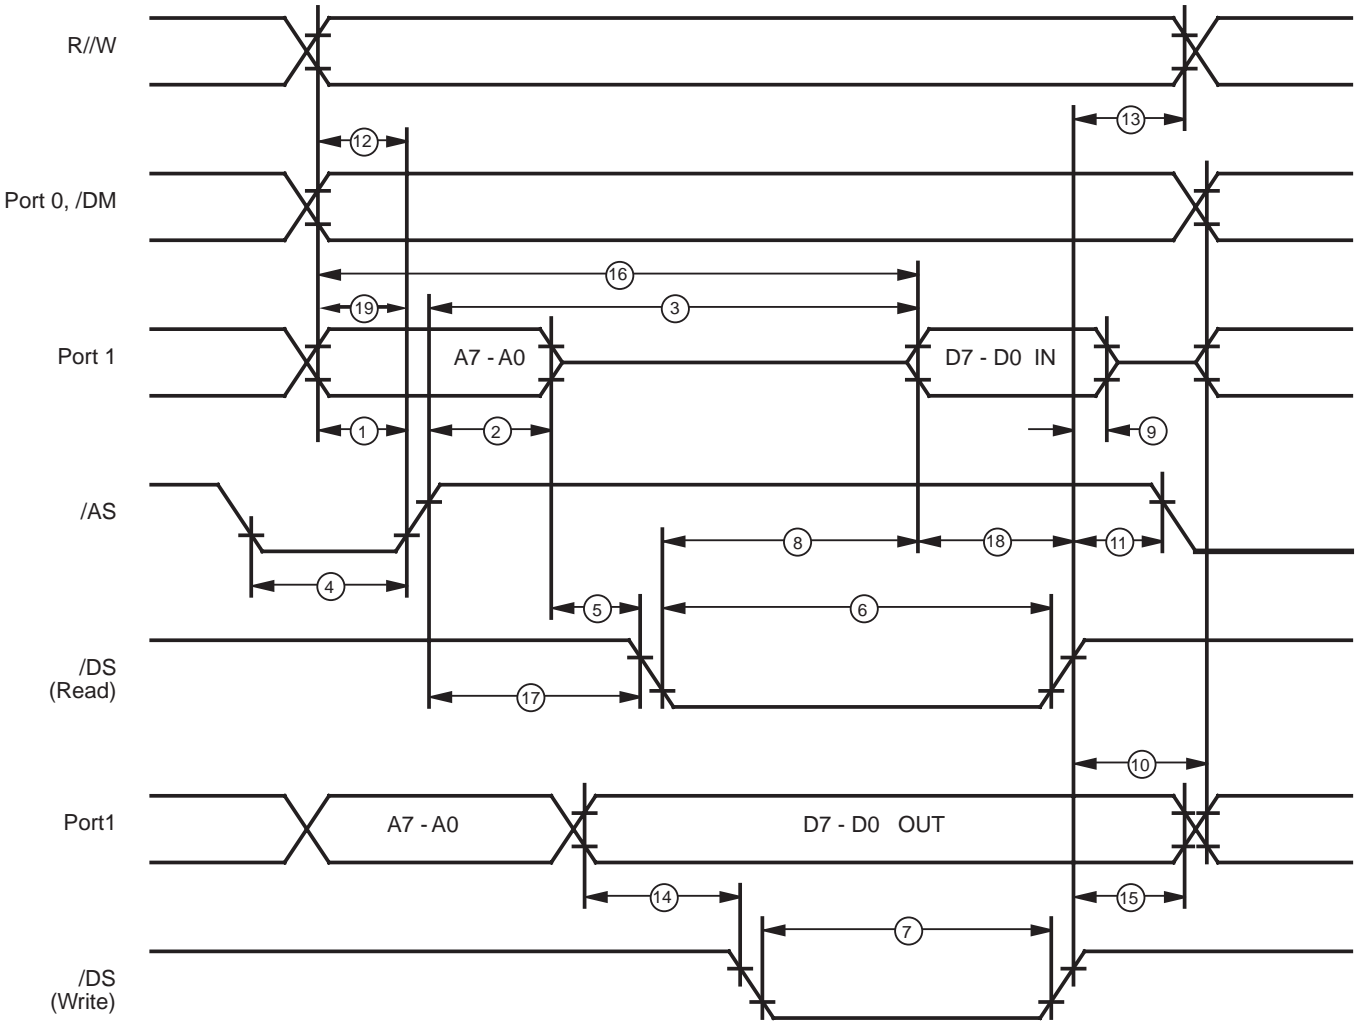 R//W
13
12
Port 0, /DM
16
19
3
Port 1
A7 - A0
D7 - D0 IN
1
2
9
/AS
8
18
11
4
5
6
/DS
(Read)
17
10
Port1
A7 - A0
D7 - D0 OUT
14
15
7
/DS
(Write)